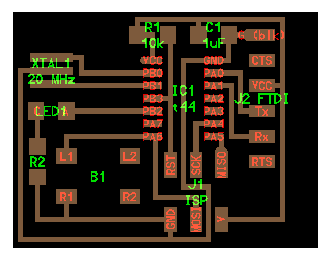 R1 C1
10k 1uF (blk)
XTAL1 VCC GND CTS
20 MHz PB0 PA0
PB1 PA1 VCC
IC1 PB3 PA2 J2 FTDI
t44 PA3
LED1 PB2 PA4 Tx
PA7 PA5
PA6 Rx
R2 L1 L2 RST SCK MISO RTS
B1 J1
R1 R2 ISP
GND MOSI V